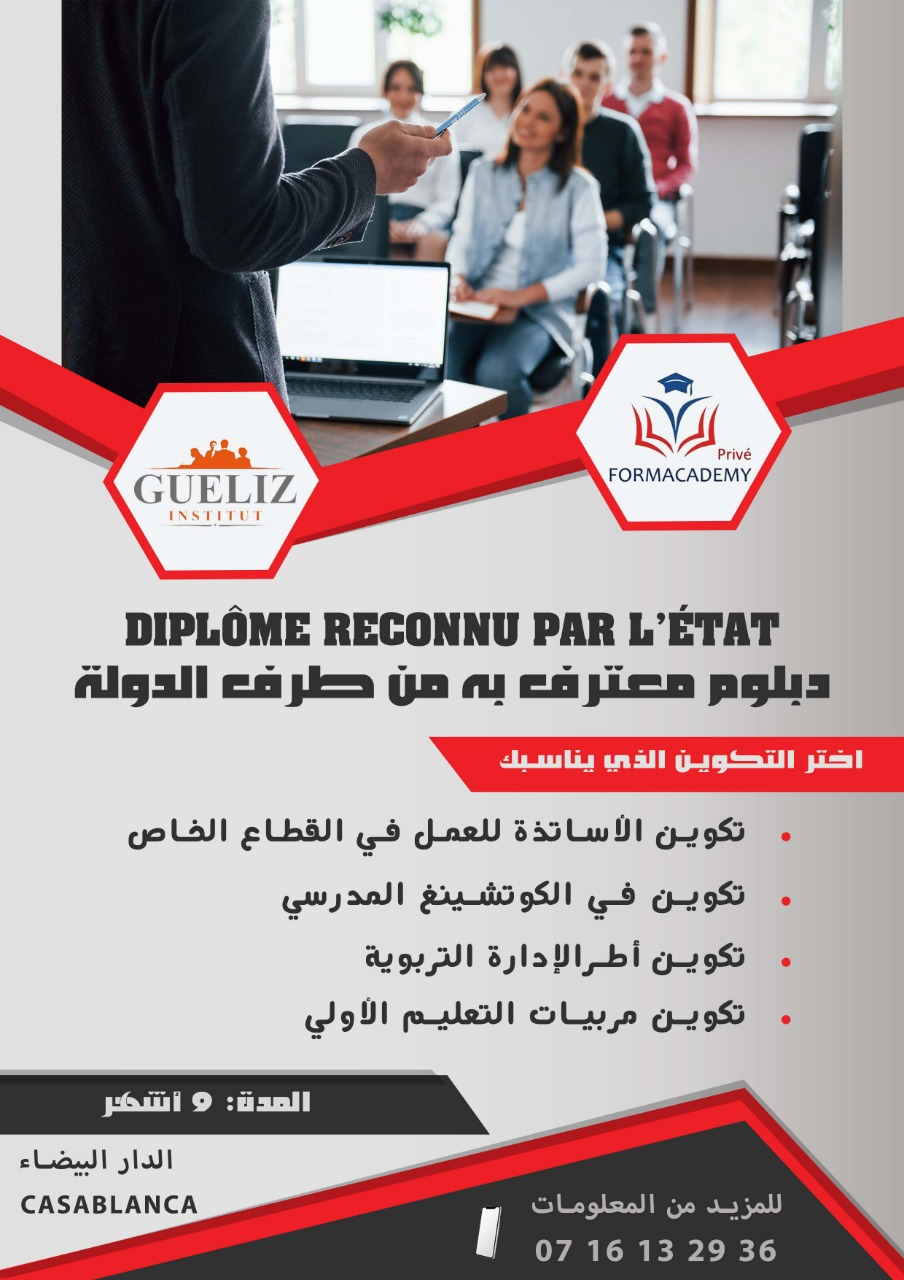 GUELIZ
INSTITUT
Privé
FORMACADEMY
DIPLÔME RECONNU PAR L'ÉTAT
دبلوم معترف به من طرف الدولة
اختر التكوين الذي يناسبك
• تكوين الأساتذة للعمل في القطاع الخاص
• تكوين في الكوتشينغ المدرسي
• تكوين أطر الإدارة التربوية
• تكوين مربيات التعليم الأولي
المدة: 9 أشهر
الدار البيضاء
CASABLANCA
للمزيد من المعلومات
07 16 13 29 36